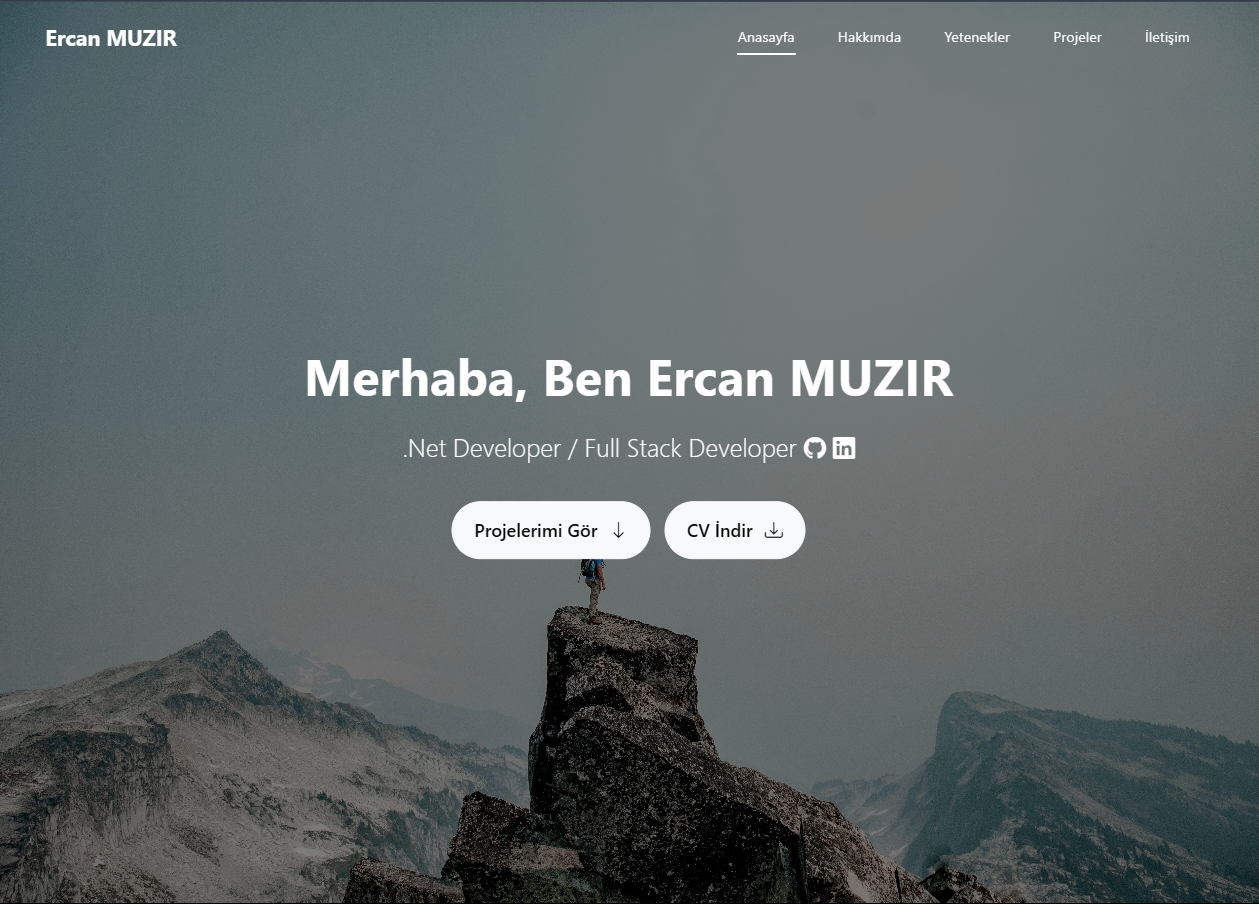 Ercan MUZIR
Anasayfa Hakkımda Yetenekler Projeler İletişim
Merhaba, Ben Ercan MUZIR
.Net Developer / Full Stack Developer in
Projelerimi Gör
CV İndir